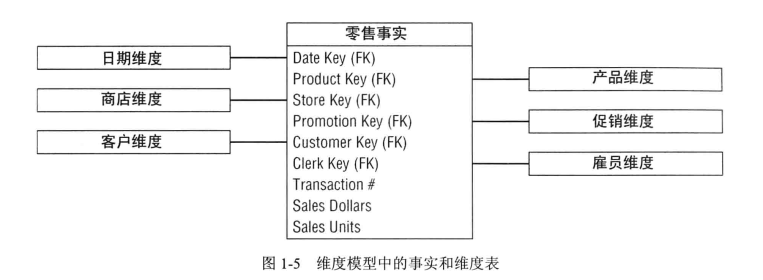 零售事实
日期维度
Date Key (FK)
Product Key (FK)
产品维度
商店维度
Store Key (FK)
Promotion Key (FK)
促销维度
客户维度
Customer Key (FK)
Clerk Key (FK)
雇员维度
Transaction #
Sales Dollars
Sales Units
图 1-5 维度模型中的事实和维度表